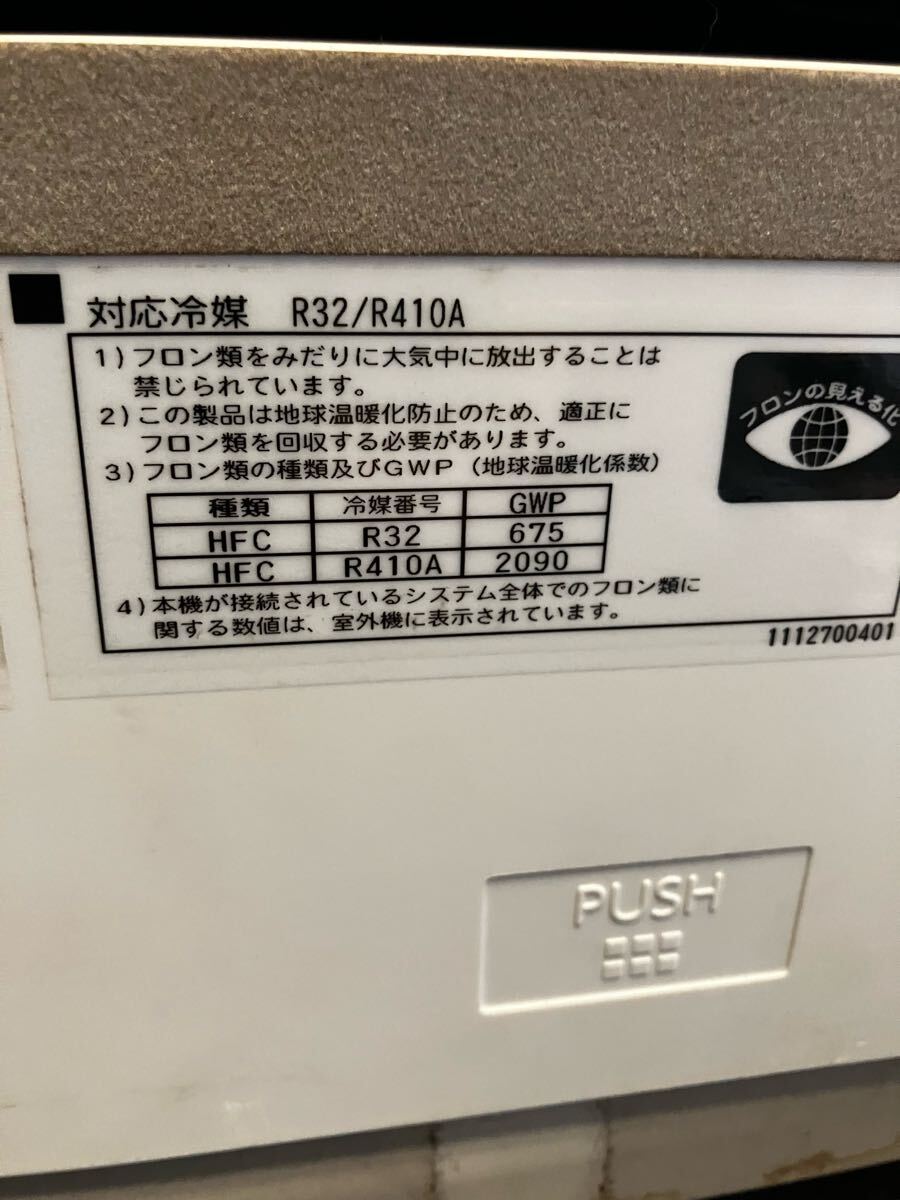 対応冷媒 R32/R410A
1)フロン類をみだりに大気中に放出することは
禁じられています。
2)この製品は地球温暖化防止のため、適正に
フロン類を回収する必要があります。
3)フロン類の種類及びGWP(地球温暖化係数)
種類 冷媒番号 GWP
HFC R32 675
HFC R410A 2090
4)本機が接続されているシステム全体でのフロン類に
関する数値は、室外機に表示されています。
フロンの見える化
1112700401
PUSH